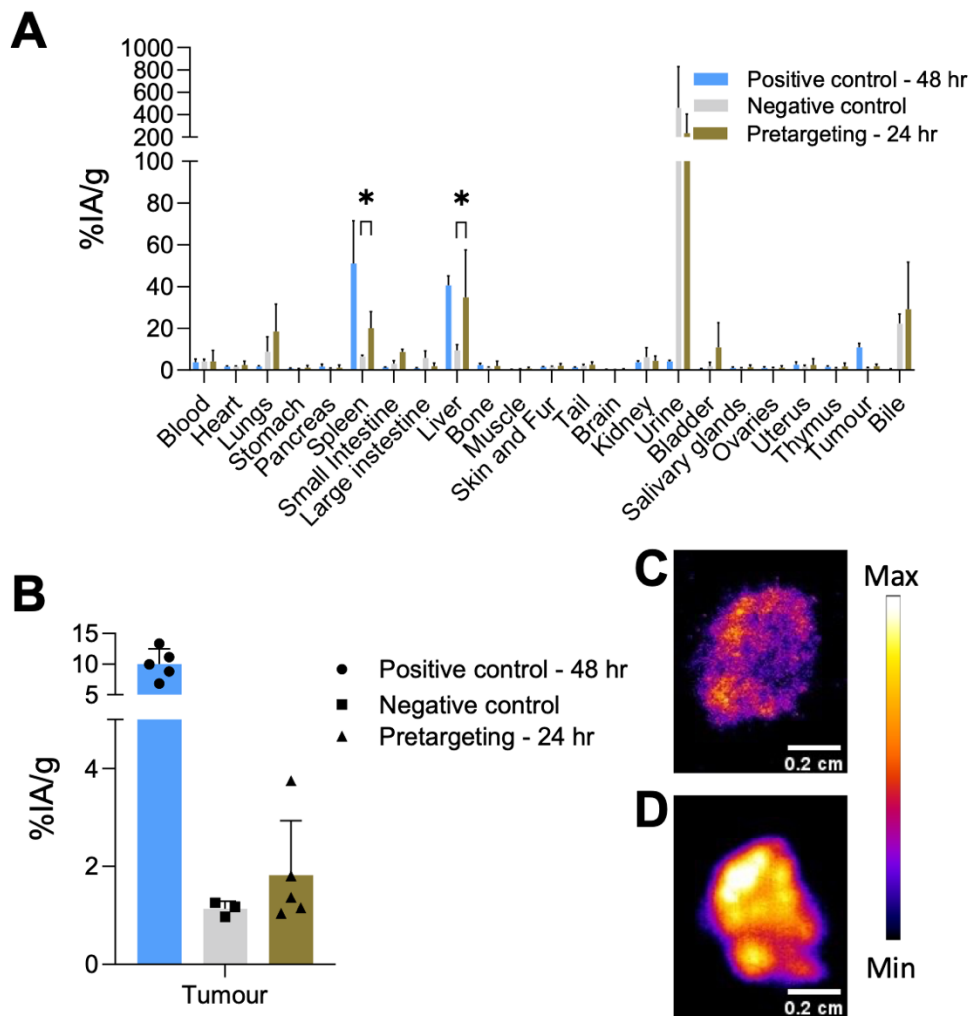 A
1000
800
600
400
200
100
80
60
40
20
0
%IA/g
Positive control - 48 hr
Negative control
Pretargeting - 24 hr
*
*
Blood
Heart
Lungs
Stomach
Pancreas
Spleen
Small Intestine
Large instestine
Liver
Bone
Muscle
Skin and Fur
Tail
Brain
Kidney
Urine
Bladder
Salivary glands
Ovaries
Uterus
Thymus
Tumour
Bile
B
15
10
5
4
2
0
%IA/g
Tumour
Positive control - 48 hr
Negative control
Pretargeting - 24 hr
C
0.2 cm
D
0.2 cm
Max
Min